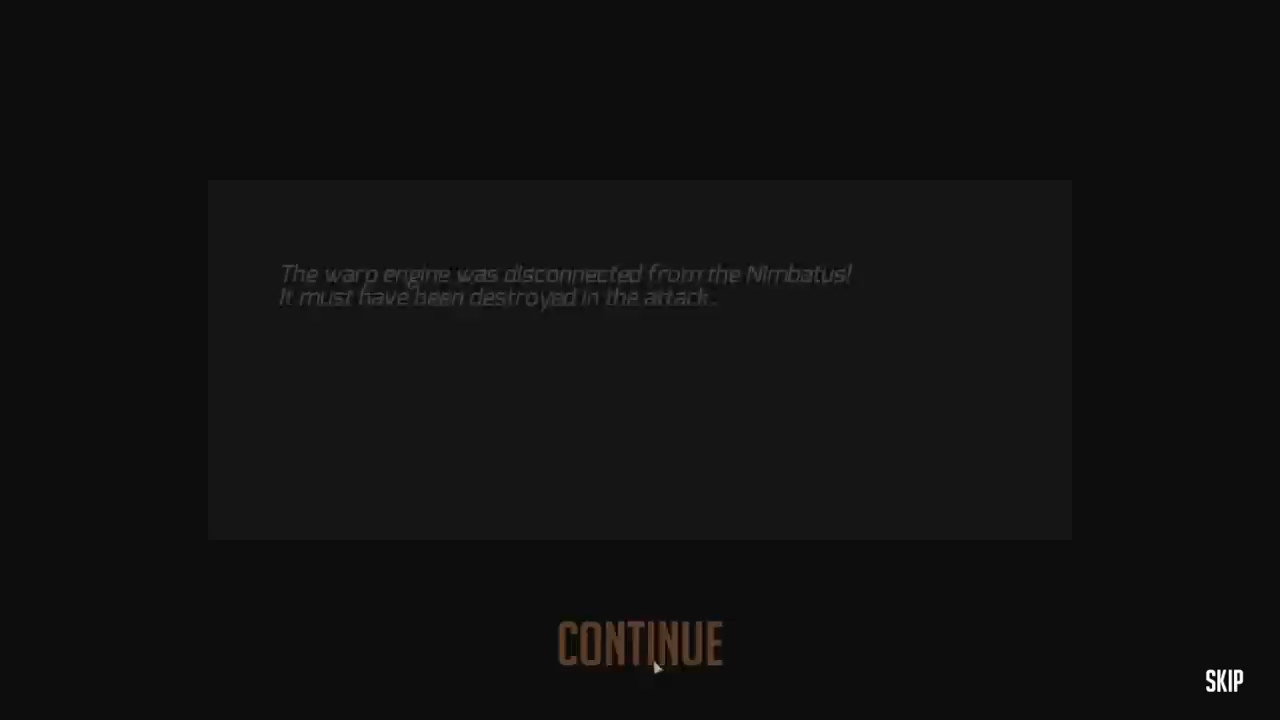 The warp engine was disconnected from the Nimbatus!
It must have been destroyed in the attack.
CONTINUE
SKIP